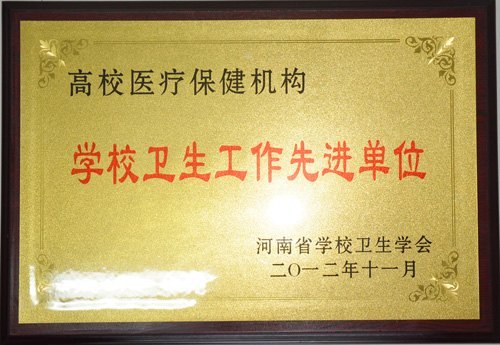 高校医疗保健机构
学校卫生工作先进单位
河南省学校卫生学会
二〇一二年十一月